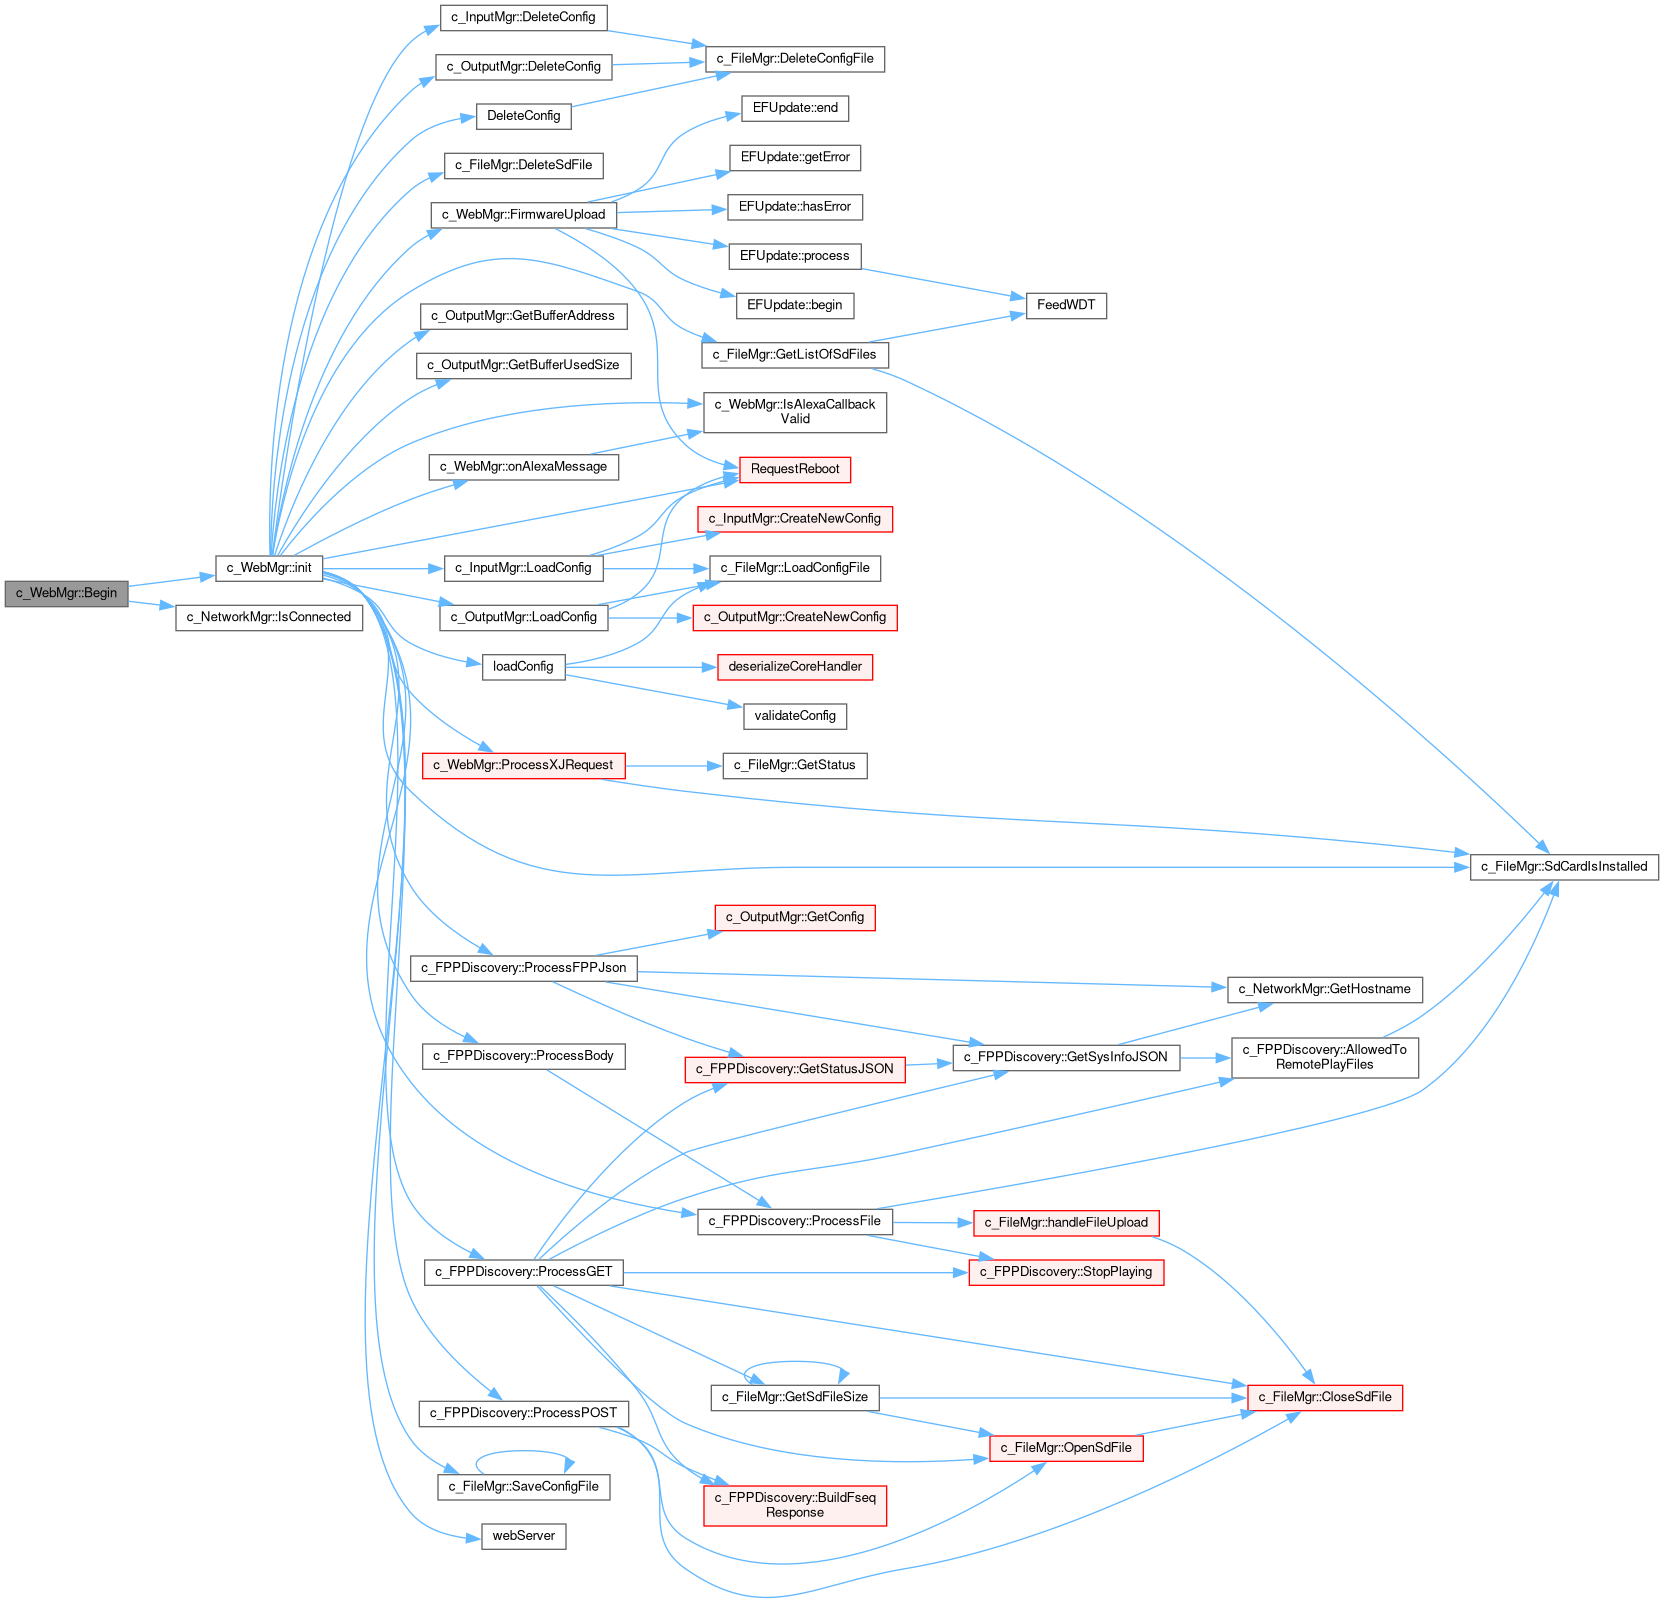 c_InputMgr::DeleteConfig
c_FileMgr::DeleteConfigFile
c_OutputMgr::DeleteConfig
EFUpdate::end
DeleteConfig
EFUpdate::getError
c_FileMgr::DeleteSdFile
EFUpdate::hasError
c_WebMgr::FirmwareUpload
EFUpdate::process
EFUpdate::begin
FeedWDT
c_OutputMgr::GetBufferAddress
c_FileMgr::GetListOfSdFiles
c_OutputMgr::GetBufferUsedSize
c_WebMgr::IsAlexaCallback
Valid
c_WebMgr::onAlexaMessage
RequestReboot
c_InputMgr::CreateNewConfig
c_WebMgr::init
c_InputMgr::LoadConfig
c_FileMgr::LoadConfigFile
c_WebMgr::Begin
c_NetworkMgr::IsConnected
c_OutputMgr::LoadConfig
c_OutputMgr::CreateNewConfig
loadConfig
deserializeCoreHandler
validateConfig
c_WebMgr::ProcessXJRequest
c_FileMgr::GetStatus
c_FileMgr::SdCardIsInstalled
c_OutputMgr::GetConfig
c_FPPDiscovery::ProcessFPPJson
c_NetworkMgr::GetHostname
c_FPPDiscovery::ProcessBody
c_FPPDiscovery::GetStatusJSON
c_FPPDiscovery::GetSysInfoJSON
c_FPPDiscovery::AllowedTo
RemotePlayFiles
c_FPPDiscovery::ProcessFile
c_FileMgr::handleFileUpload
c_FPPDiscovery::ProcessGET
c_FPPDiscovery::StopPlaying
c_FileMgr::GetSdFileSize
c_FileMgr::CloseSdFile
c_FPPDiscovery::ProcessPOST
c_FileMgr::OpenSdFile
c_FileMgr::SaveConfigFile
c_FPPDiscovery::BuildFseq
Response
webServer